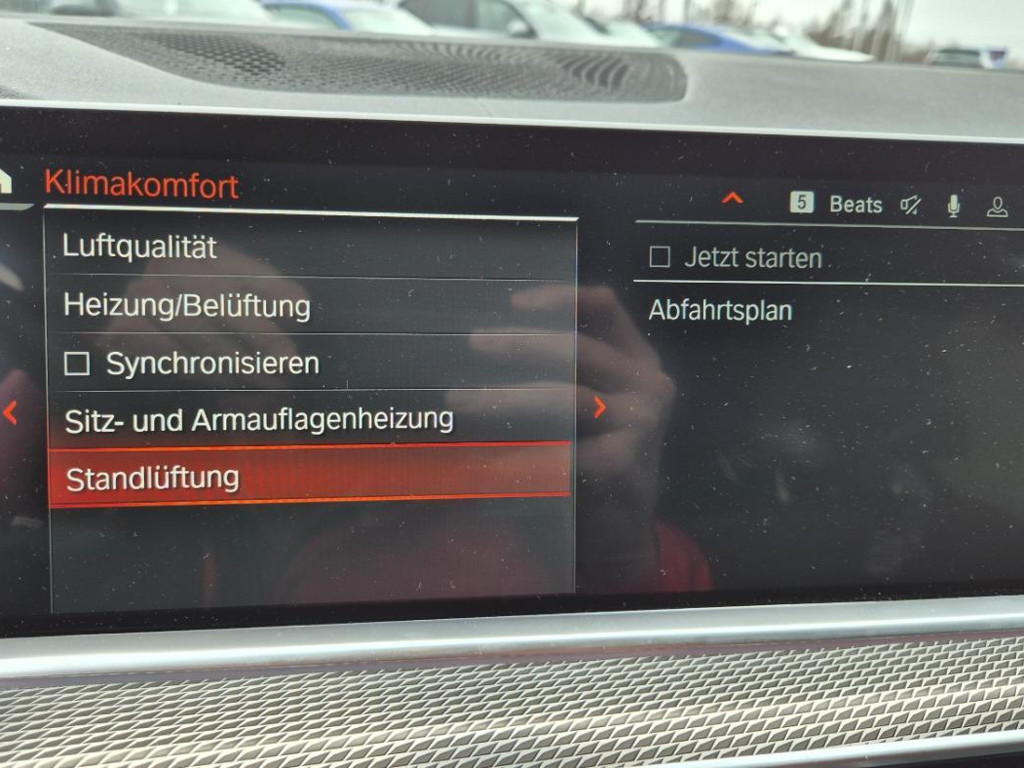 Klimakomfort
Luftqualität
Heizung/Belüftung
Synchronisieren
Sitz- und Armauflagenheizung
Standlüftung
5 Beats
Jetzt starten
Abfahrtsplan